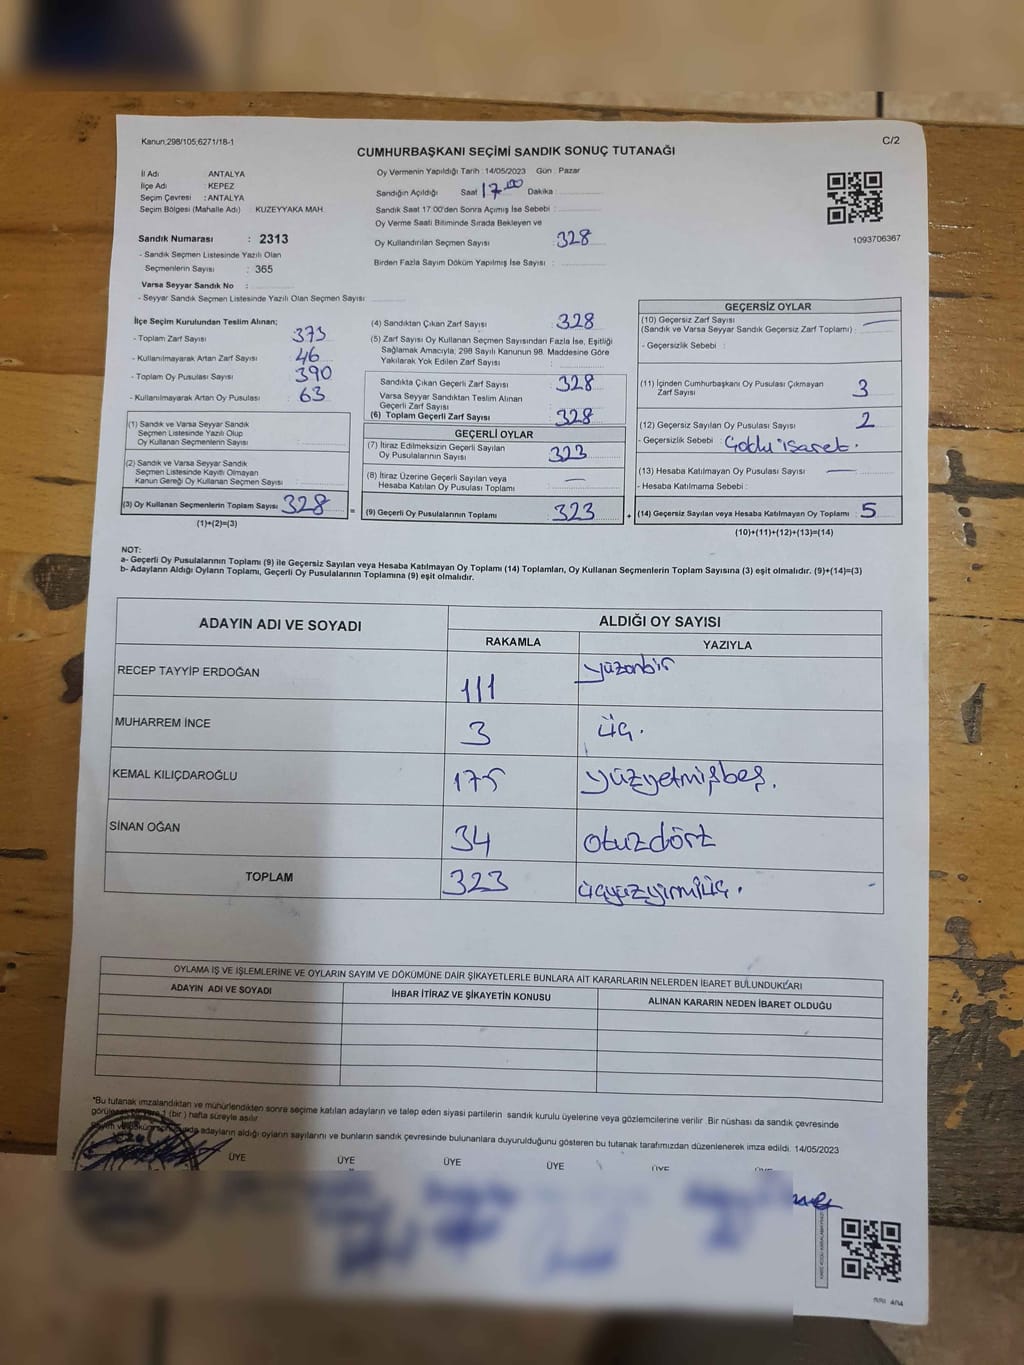 Kanun,298/105,6271/18-1
C/2
CUMHURBAŞKANI SEÇİMİ SANDIK SONUÇ TUTANAĞI
İl Adı : ANTALYA
İlçe Adı : KEPEZ
Seçim Çevresi : ANTALYA
Seçim Bölgesi (Mahalle Adı) : KUZEYYAKA MAH.
Oy Vermenin Yapıldığı Tarih : 14/05/2023 Gün : Pazar
Sandığın Açıldığı Saat 17.00 Dakika :
Sandık Saat 17.00'den Sonra Açımış İse Sebebi :
Oy Verme Saati Bitiminde Sırada Bekleyen ve
Oy Kullandırılan Seçmen Sayısı 328
Birden Fazla Sayım Döküm Yapılmış İse Sayısı :
1093706367
Sandık Numarası : 2313
- Sandık Seçmen Listesinde Yazılı Olan
Seçmenlerin Sayısı : 365
Varsa Seyyar Sandık No :
- Seyyar Sandık Seçmen Listesinde Yazılı Olan Seçmen Sayısı:
İlçe Seçim Kurulundan Teslim Alınan;
- Toplam Zarf Sayısı 373
- Kullanılmayarak Artan Zarf Sayısı : 46
- Toplam Oy Pusulası Sayısı : 390
- Kullanılmayarak Artan Oy Pusulası : 63
(1) Sandık ve Varsa Seyyar Sandık
Seçmen Listesinde Yazılı Olup
Oy Kullanan Seçmenlerin Sayısı :
(2) Sandık ve Varsa Seyyar Sandık
Seçmen Listesinde Kayıtlı Olmayan
Kanun Gereği Oy Kullanan Seçmen Sayısı :
(3) Oy Kullanan Seçmenlerin Toplam Sayısı 328
(1)+(2)=(3)
(4) Sandıktan Çıkan Zarf Sayısı : 328
(5) Zarf Sayısı Oy Kullanan Seçmen Sayısından Fazla İse, Eşitliği
Sağlamak Amacıyla; 298 Sayılı Kanunun 98. Maddesine Göre
Yakılarak Yok Edilen Zarf Sayısı :
Sandıkta Çıkan Geçerli Zarf Sayısı : 328
Varsa Seyyar Sandıktan Teslim Alınan
Geçerli Zarf Sayısı :
(6) Toplam Geçerli Zarf Sayısı : 328
GEÇERLİ OYLAR
(7) İtiraz Edilmeksizin Geçerli Sayılan
Oy Pusulalarının Sayısı : 323
(8) İtiraz Üzerine Geçerli Sayılan veya
Hesaba Katılan Oy Pusulası Toplamı : —
=
(9) Geçerli Oy Pusulalarının Toplamı : 323
+
GEÇERSİZ OYLAR
(10) Geçersiz Zarf Sayısı
(Sandık ve Varsa Seyyar Sandık Geçersiz Zarf Toplamı) : —
- Geçersizlik Sebebi :
(11) İçinden Cumhurbaşkanı Oy Pusulası Çıkmayan
Zarf Sayısı : 3
(12) Geçersiz Sayılan Oy Pusulası Sayısı : 2
- Geçersizlik Sebebi :
(13) Hesaba Katılmayan Oy Pusulası Sayısı : —
- Hesaba Katılmama Sebebi :
(14) Geçersiz Sayılan veya Hesaba Katılmayan Oy Toplamı : 5
(10)+(11)+(12)+(13)=(14)
NOT:
a- Geçerli Oy Pusulalarının Toplamı (9) ile Geçersiz Sayılan veya Hesaba Katılmayan Oy Toplamı (14) Toplamları, Oy Kullanan Seçmenlerin Toplam Sayısına (3) eşit olmalıdır. (9)+(14)=(3)
b- Adayların Aldığı Oyların Toplamı, Geçerli Oy Pusulalarının Toplamına (9) eşit olmalıdır.
ADAYIN ADI VE SOYADI
ALDIĞI OY SAYISI
RAKAMLA YAZIYLA
RECEP TAYYİP ERDOĞAN 111 yüzonbir
MUHARREM İNCE 3 üç.
KEMAL KILIÇDAROĞLU 175 yüzyetmişbeş.
SİNAN OĞAN 34 otuzdört
TOPLAM 323 üçyüzyirmiüç.
OYLAMA İŞ VE İŞLEMLERİNE VE OYLARIN SAYIM VE DÖKÜMÜNE DAİR ŞİKAYETLERLE BUNLARA AİT KARARLARIN NELERDEN İBARET BULUNDUKLARI
ADAYIN ADI VE SOYADI
İHBAR İTİRAZ VE ŞİKAYETİN KONUSU
ALINAN KARARIN NEDEN İBARET OLDUĞU
*Bu tutanak imzalandıktan ve mühürlendikten sonra seçime katılan adayların ve talep eden siyasi partilerin sandık kurulu üyelerine veya gözlemcilerine verilir. Bir nüshası da sandık çevresinde
1 (bir) hafta süreyle asılır.
adayların aldığı oyların sayılarını ve bunların sandık çevresinde bulunanlara duyurulduğunu gösteren bu tutanak tarafımızdan düzenlenerek imza edildi. 14/05/2023
ÜYE ÜYE ÜYE ÜYE ÜYE ÜYE